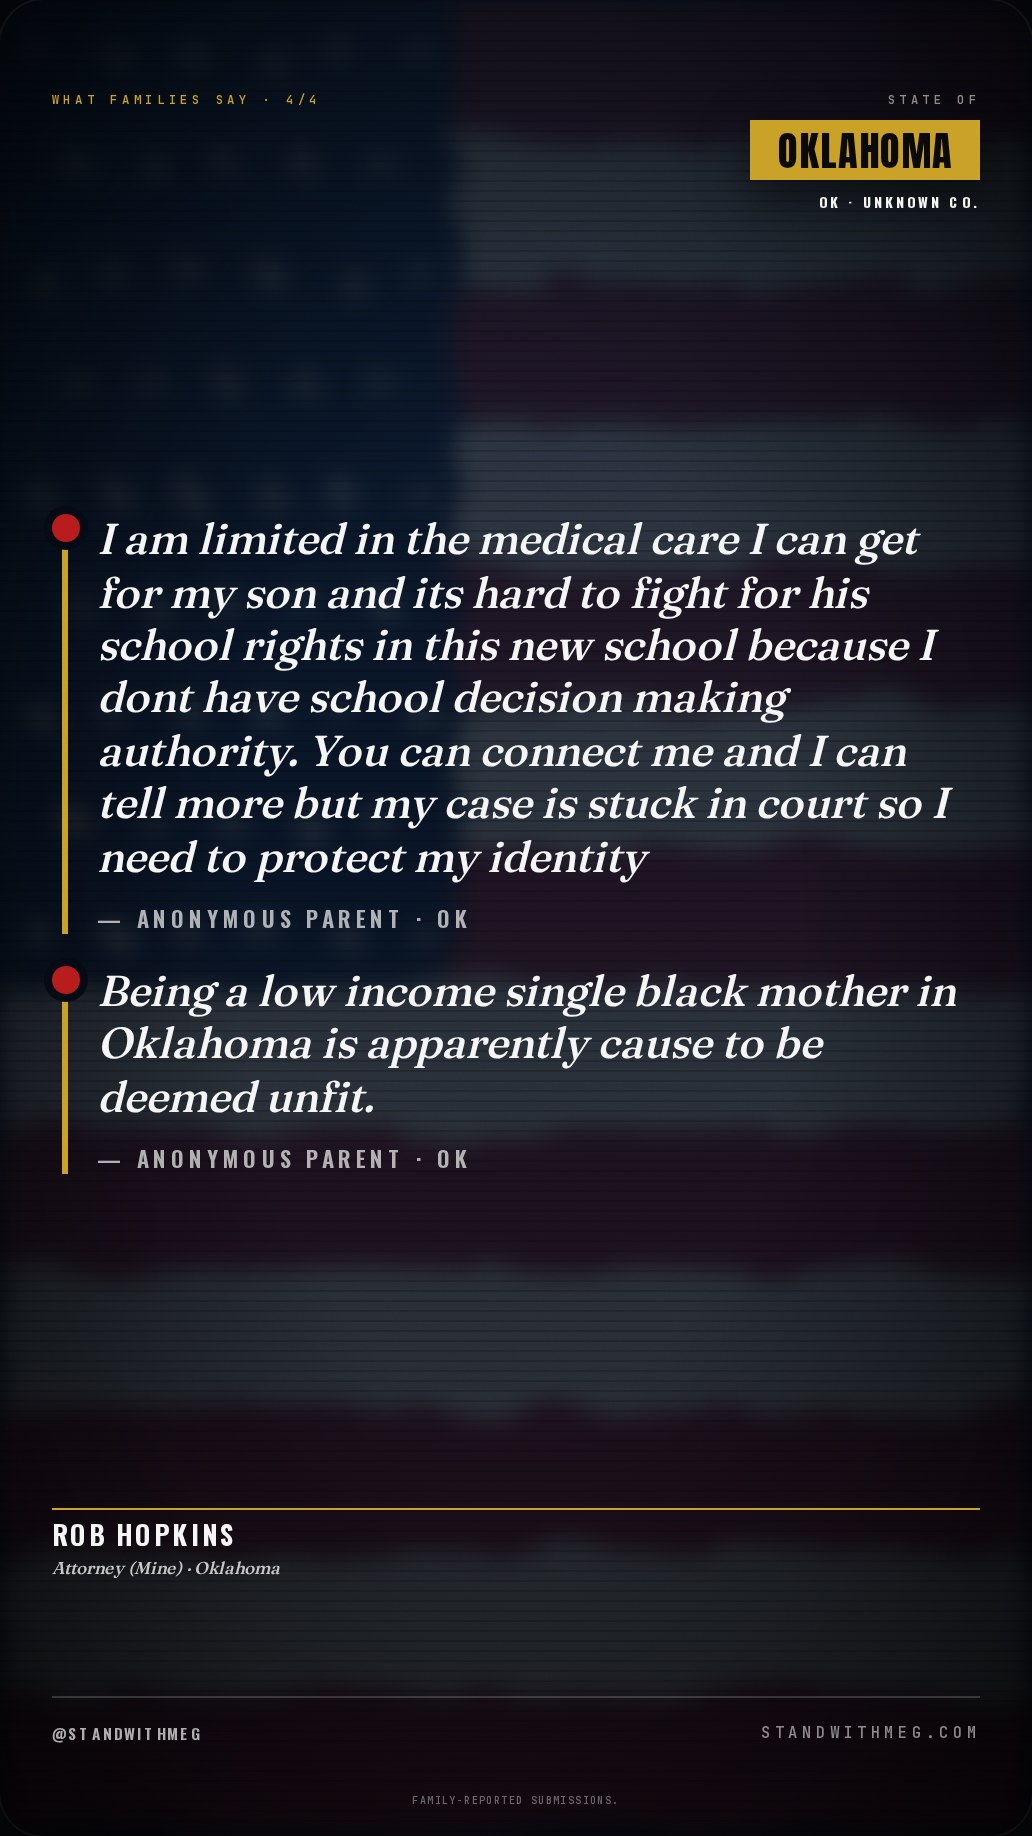 WHAT FAMILIES SAY · 4/4
STATE OF
OKLAHOMA
OK · UNKNOWN CO.
I am limited in the medical care I can get
for my son and its hard to fight for his
school rights in this new school because I
dont have school decision making
authority. You can connect me and I can
tell more but my case is stuck in court so I
need to protect my identity
— ANONYMOUS PARENT · OK
Being a low income single black mother in
Oklahoma is apparently cause to be
deemed unfit.
— ANONYMOUS PARENT · OK
ROB HOPKINS
Attorney (Mine) · Oklahoma
@STANDWITHMEG
STANDWITHMEG.COM
FAMILY-REPORTED SUBMISSIONS.